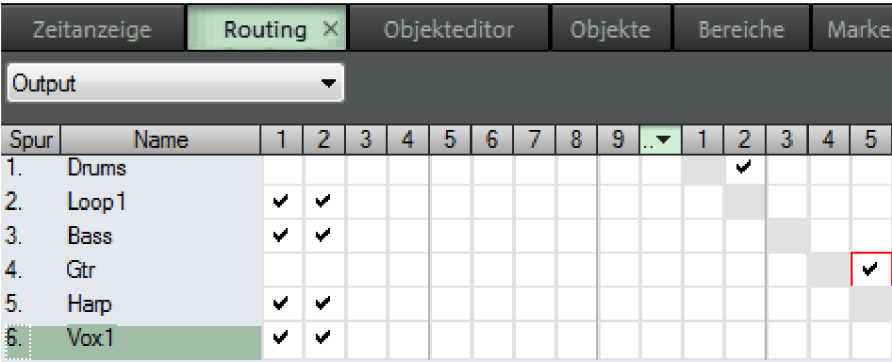 Zeitanzeige Routing × Objekteditor Objekte Bereiche Marke
Output
Spur Name 1 2 3 4 5 6 7 8 9 .. 1 2 3 4 5
1. Drums ✔
2. Loop1 ✔ ✔
3. Bass ✔ ✔
4. Gtr ✔
5. Harp ✔ ✔
6. Vox1 ✔ ✔